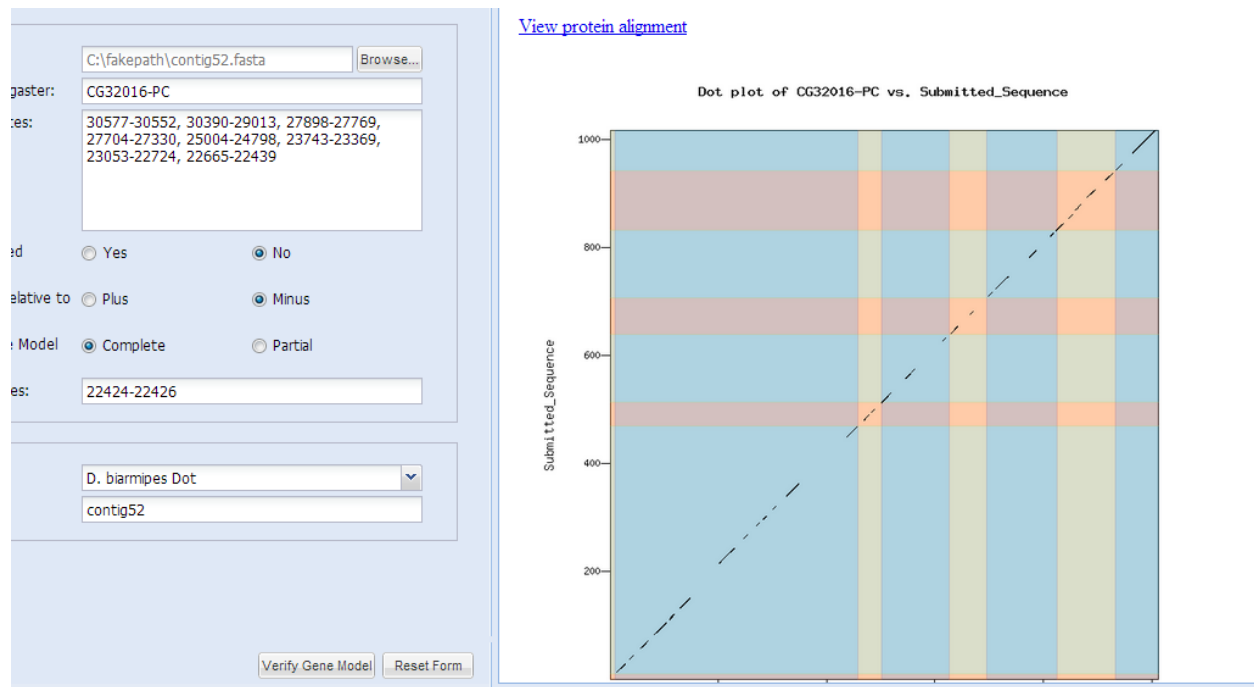 View protein alignment
C:\fakepath\contig52.fasta
Browse...
gaster:
CG32016-PC
tes:
30577-30552, 30390-29013, 27898-27769,
27704-27330, 25004-24798, 23743-23369,
23053-22724, 22665-22439
ed
Yes
No
elative to
Plus
Minus
e Model
Complete
Partial
es:
22424-22426
D. biarmipes Dot
contig52
Verify Gene Model
Reset Form
Dot plot of CG32016-PC vs. Submitted_Sequence
1000
800
600
400
200
Submitted_Sequence